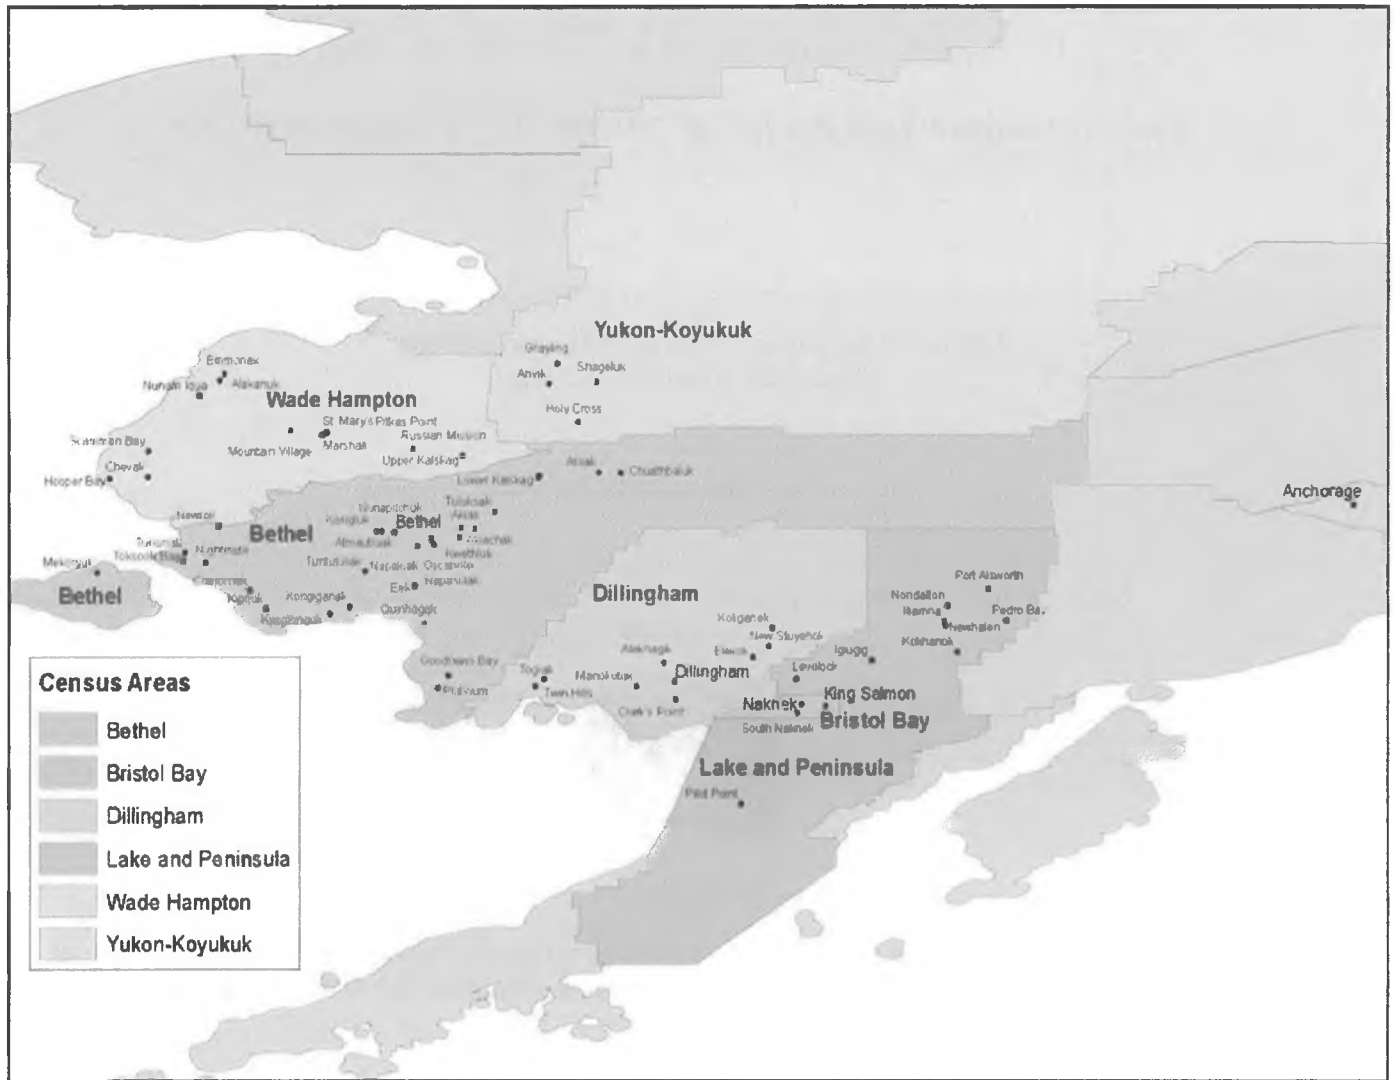 Yukon-Koyukuk
Grayling
Anvik
Shageluk
Holy Cross
Emmonak
Alakanuk
Wade Hampton
St. Mary's Pitkas Point
Mountain Village
Marshall
Russian Mission
Upper Kalskag
Bay
Chevak
Hooper Bay
Lower Kalskag
Aniak
Chuathbaluk
Anchorage
Newtok
Bethel
Kasigluk
Nunapitchuk
Bethel
Tuluksak
Akiak
Akiachak
Kwethluk
Toksook Bay
Nightmute
Tuntutuliak
Napakiak
Oscarville
Napaskiak
Eek
Bethel
Kongiganak
Quinhagak
Dillingham
Koliganek
New Stuyahok
Ekwok
Port Alsworth
Nondalton
Iliamna
Newhalen
Pedro Ba.
Kokhanok
Igiugig
Levelock
Goodnews Bay
Platinum
Togiak
Twin Hills
Manokotak
Aleknagik
Dillingham
Clark's Point
Naknek
King Salmon
South Naknek
Bristol Bay
Lake and Peninsula
Pilot Point
Census Areas
Bethel
Bristol Bay
Dillingham
Lake and Peninsula
Wade Hampton
Yukon-Koyukuk